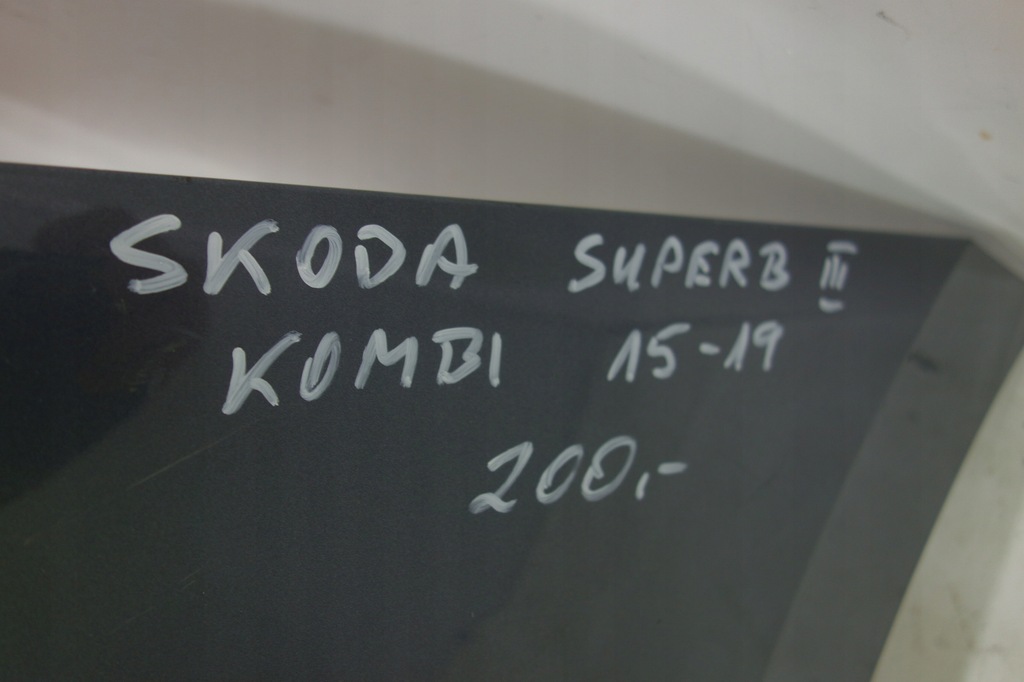 SKODA SUPERB III
KOMBI 15-19
200,-